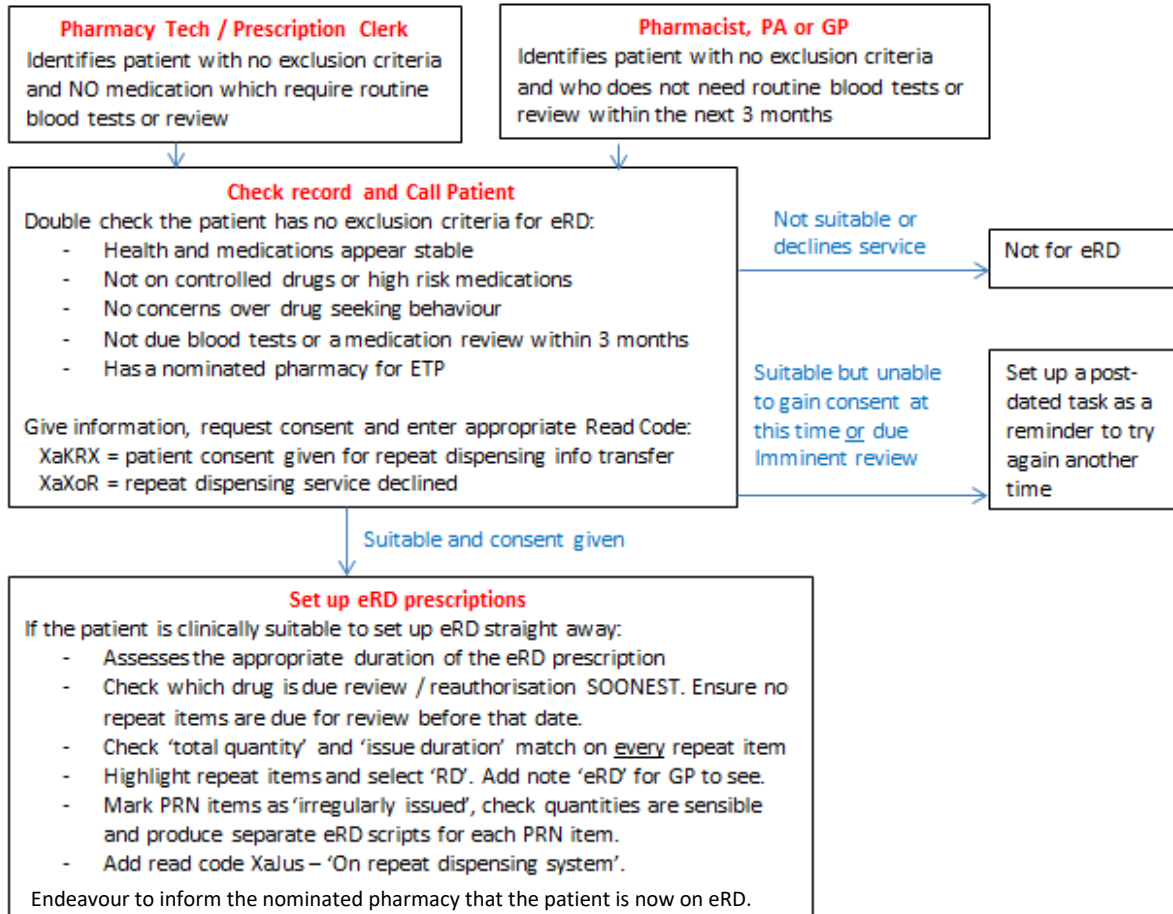 Pharmacy Tech / Prescription Clerk
Identifies patient with no exclusion criteria
and NO medication which require routine
blood tests or review
Pharmacist, PA or GP
Identifies patient with no exclusion criteria
and who does not need routine blood tests or
review within the next 3 months
Check record and Call Patient
Double check the patient has no exclusion criteria for eRD:
- Health and medications appear stable
- Not on controlled drugs or high risk medications
- No concerns over drug seeking behaviour
- Not due blood tests or a medication review within 3 months
- Has a nominated pharmacy for ETP
Give information, request consent and enter appropriate Read Code:
XaKRX = patient consent given for repeat dispensing info transfer
XaXoR = repeat dispensing service declined
Not suitable or
declines service
Not for eRD
Suitable but unable
to gain consent at
this time or due
Imminent review
Set up a post-
dated task as a
reminder to try
again another
time
Suitable and consent given
Set up eRD prescriptions
If the patient is clinically suitable to set up eRD straight away:
- Assesses the appropriate duration of the eRD prescription
- Check which drug is due review / reauthorisation SOONEST. Ensure no
repeat items are due for review before that date.
- Check ‘total quantity’ and ‘issue duration’ match on every repeat item
- Highlight repeat items and select ‘RD’. Add note ‘eRD’ for GP to see.
- Mark PRN items as ‘irregularly issued’, check quantities are sensible
and produce separate eRD scripts for each PRN item.
- Add read code XaJus – ‘On repeat dispensing system’.
Endeavour to inform the nominated pharmacy that the patient is now on eRD.